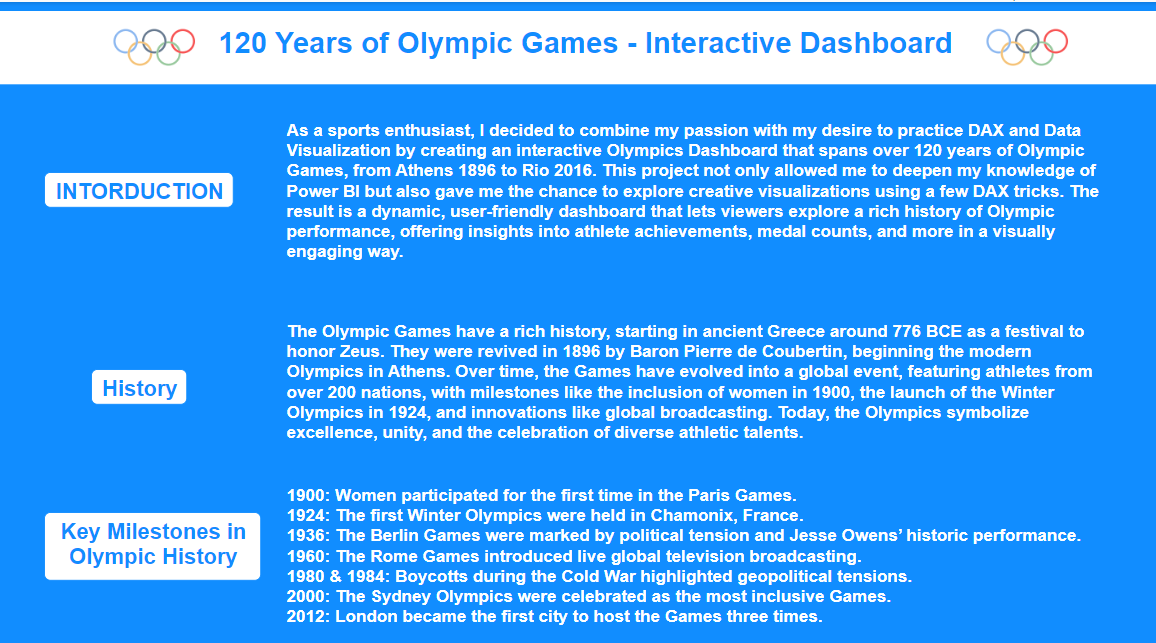 120 Years of Olympic Games - Interactive Dashboard
INTORDUCTION
As a sports enthusiast, I decided to combine my passion with my desire to practice DAX and Data
Visualization by creating an interactive Olympics Dashboard that spans over 120 years of Olympic
Games, from Athens 1896 to Rio 2016. This project not only allowed me to deepen my knowledge of
Power BI but also gave me the chance to explore creative visualizations using a few DAX tricks. The
result is a dynamic, user-friendly dashboard that lets viewers explore a rich history of Olympic
performance, offering insights into athlete achievements, medal counts, and more in a visually
engaging way.
History
The Olympic Games have a rich history, starting in ancient Greece around 776 BCE as a festival to
honor Zeus. They were revived in 1896 by Baron Pierre de Coubertin, beginning the modern
Olympics in Athens. Over time, the Games have evolved into a global event, featuring athletes from
over 200 nations, with milestones like the inclusion of women in 1900, the launch of the Winter
Olympics in 1924, and innovations like global broadcasting. Today, the Olympics symbolize
excellence, unity, and the celebration of diverse athletic talents.
Key Milestones in
Olympic History
1900: Women participated for the first time in the Paris Games.
1924: The first Winter Olympics were held in Chamonix, France.
1936: The Berlin Games were marked by political tension and Jesse Owens’ historic performance.
1960: The Rome Games introduced live global television broadcasting.
1980 & 1984: Boycotts during the Cold War highlighted geopolitical tensions.
2000: The Sydney Olympics were celebrated as the most inclusive Games.
2012: London became the first city to host the Games three times.